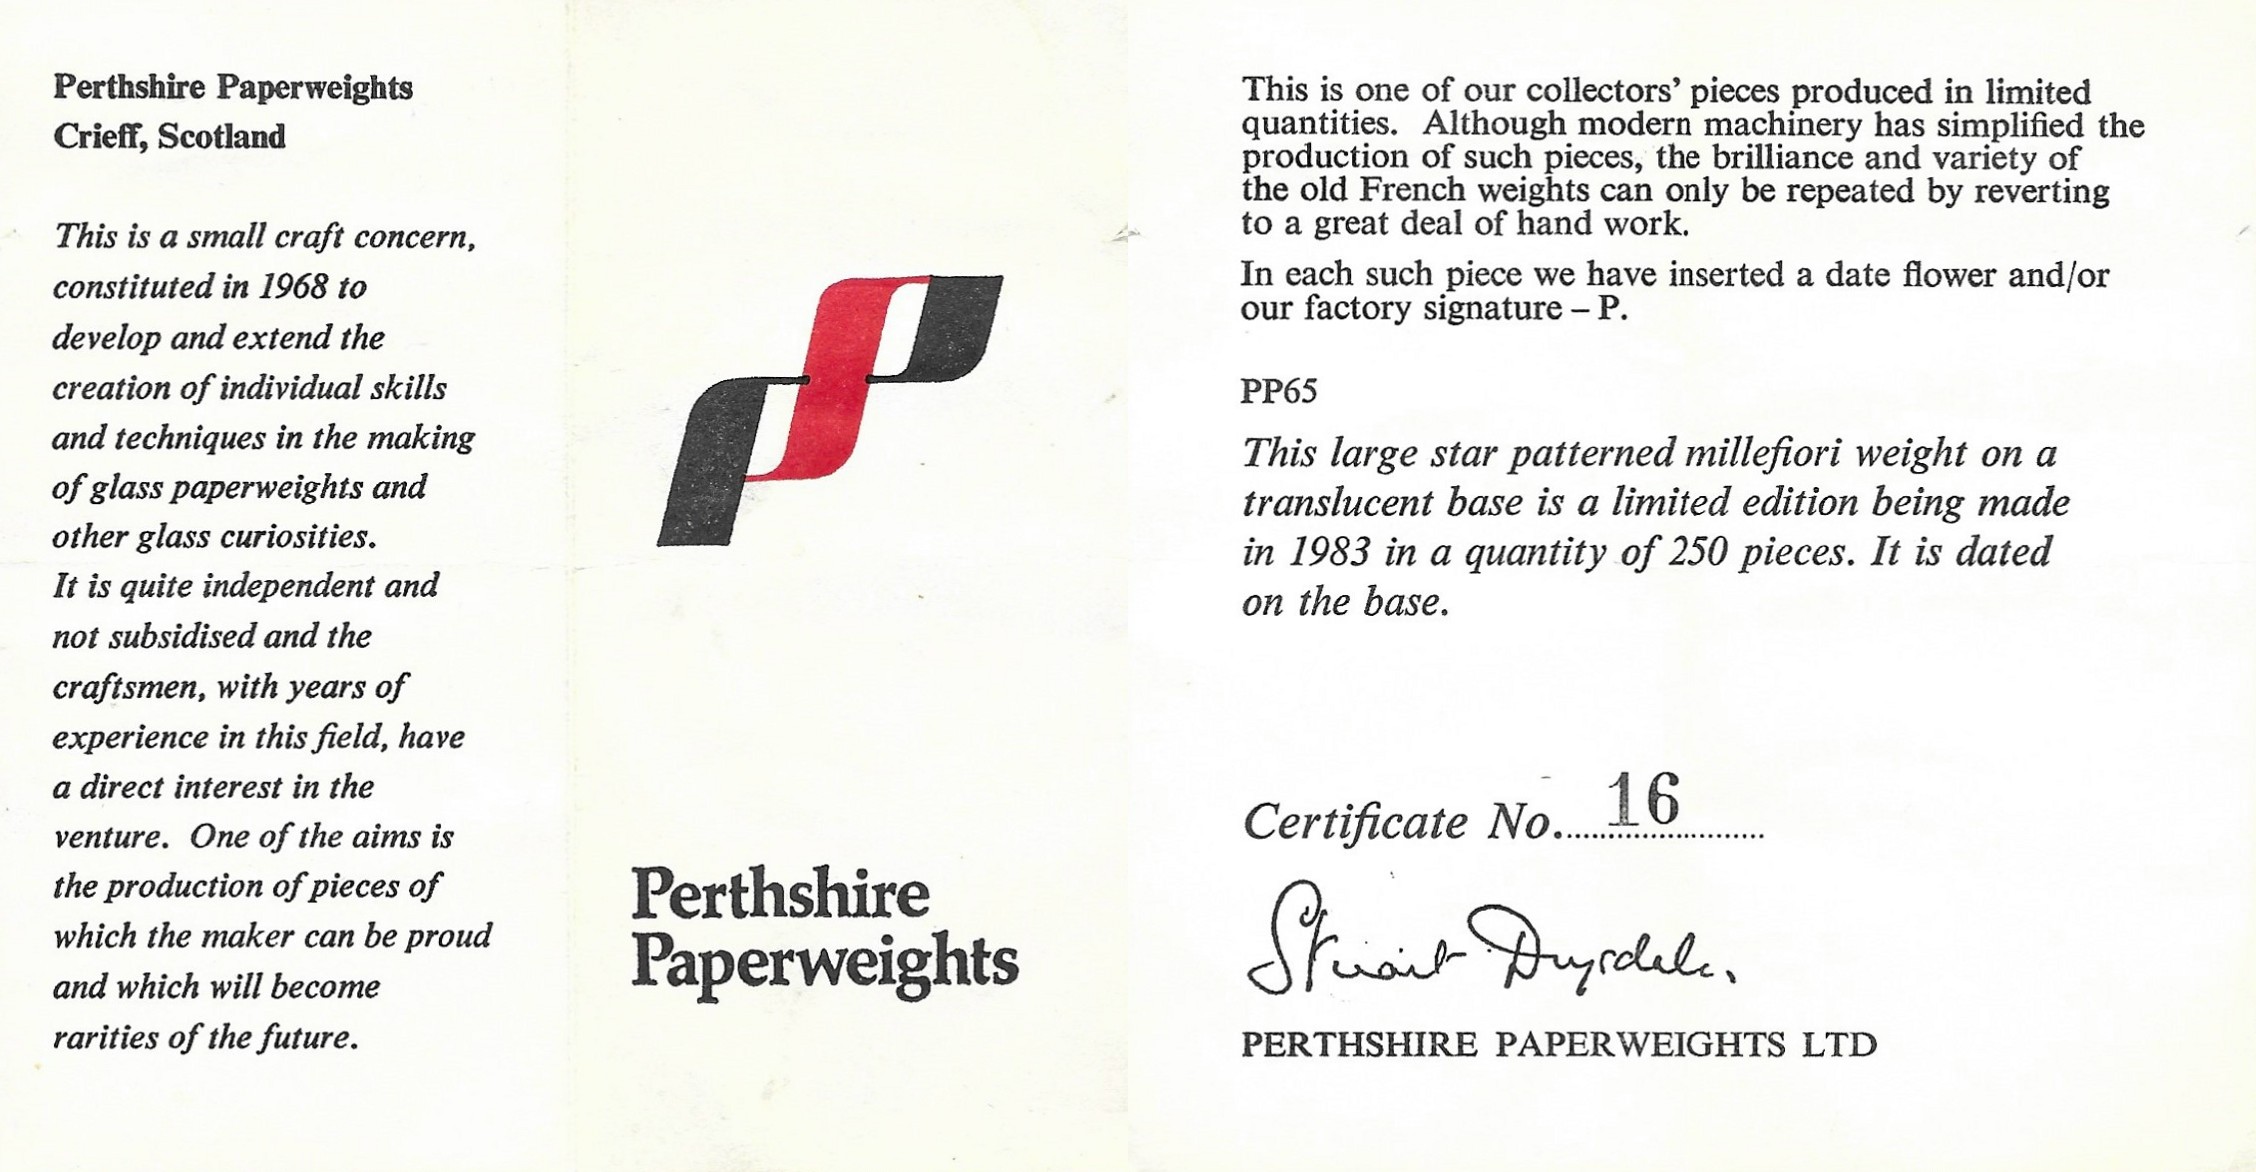 Perthshire Paperweights
Crieff, Scotland
This is a small craft concern,
constituted in 1968 to
develop and extend the
creation of individual skills
and techniques in the making
of glass paperweights and
other glass curiosities.
It is quite independent and
not subsidised and the
craftsmen, with years of
experience in this field, have
a direct interest in the
venture. One of the aims is
the production of pieces of
which the maker can be proud
and which will become
rarities of the future.
Perthshire
Paperweights
This is one of our collectors' pieces produced in limited
quantities. Although modern machinery has simplified the
production of such pieces, the brilliance and variety of
the old French weights can only be repeated by reverting
to a great deal of hand work.
In each such piece we have inserted a date flower and/or
our factory signature – P.
PP65
This large star patterned millefiori weight on a
translucent base is a limited edition being made
in 1983 in a quantity of 250 pieces. It is dated
on the base.
Certificate No. 16
Stuart Drysdale.
PERTHSHIRE PAPERWEIGHTS LTD